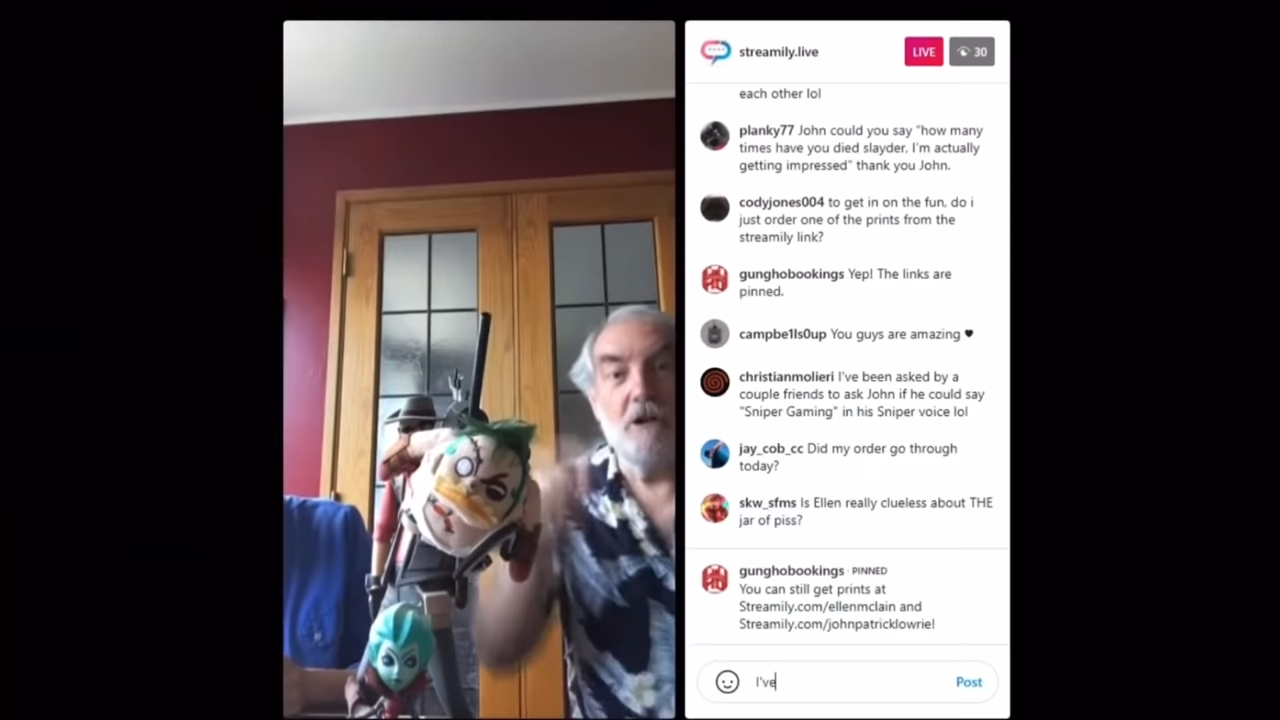 streamily.live
LIVE
30
each other lol
planky77 John could you say "how many
times have you died slayder, I'm actually
getting impressed" thank you John.
codyjones004 to get in on the fun, do i
just order one of the prints from the
streamily link?
gunghobookings Yep! The links are
pinned.
campbe1ls0up You guys are amazing ♥
christianmolieri I've been asked by a
couple friends to ask John if he could say
"Sniper Gaming" in his Sniper voice lol
jay_cob_cc Did my order go through
today?
skw_sfms Is Ellen really clueless about THE
jar of piss?
gunghobookings · PINNED
You can still get prints at
Streamily.com/ellenmclain and
Streamily.com/johnpatricklowrie!
I've
Post